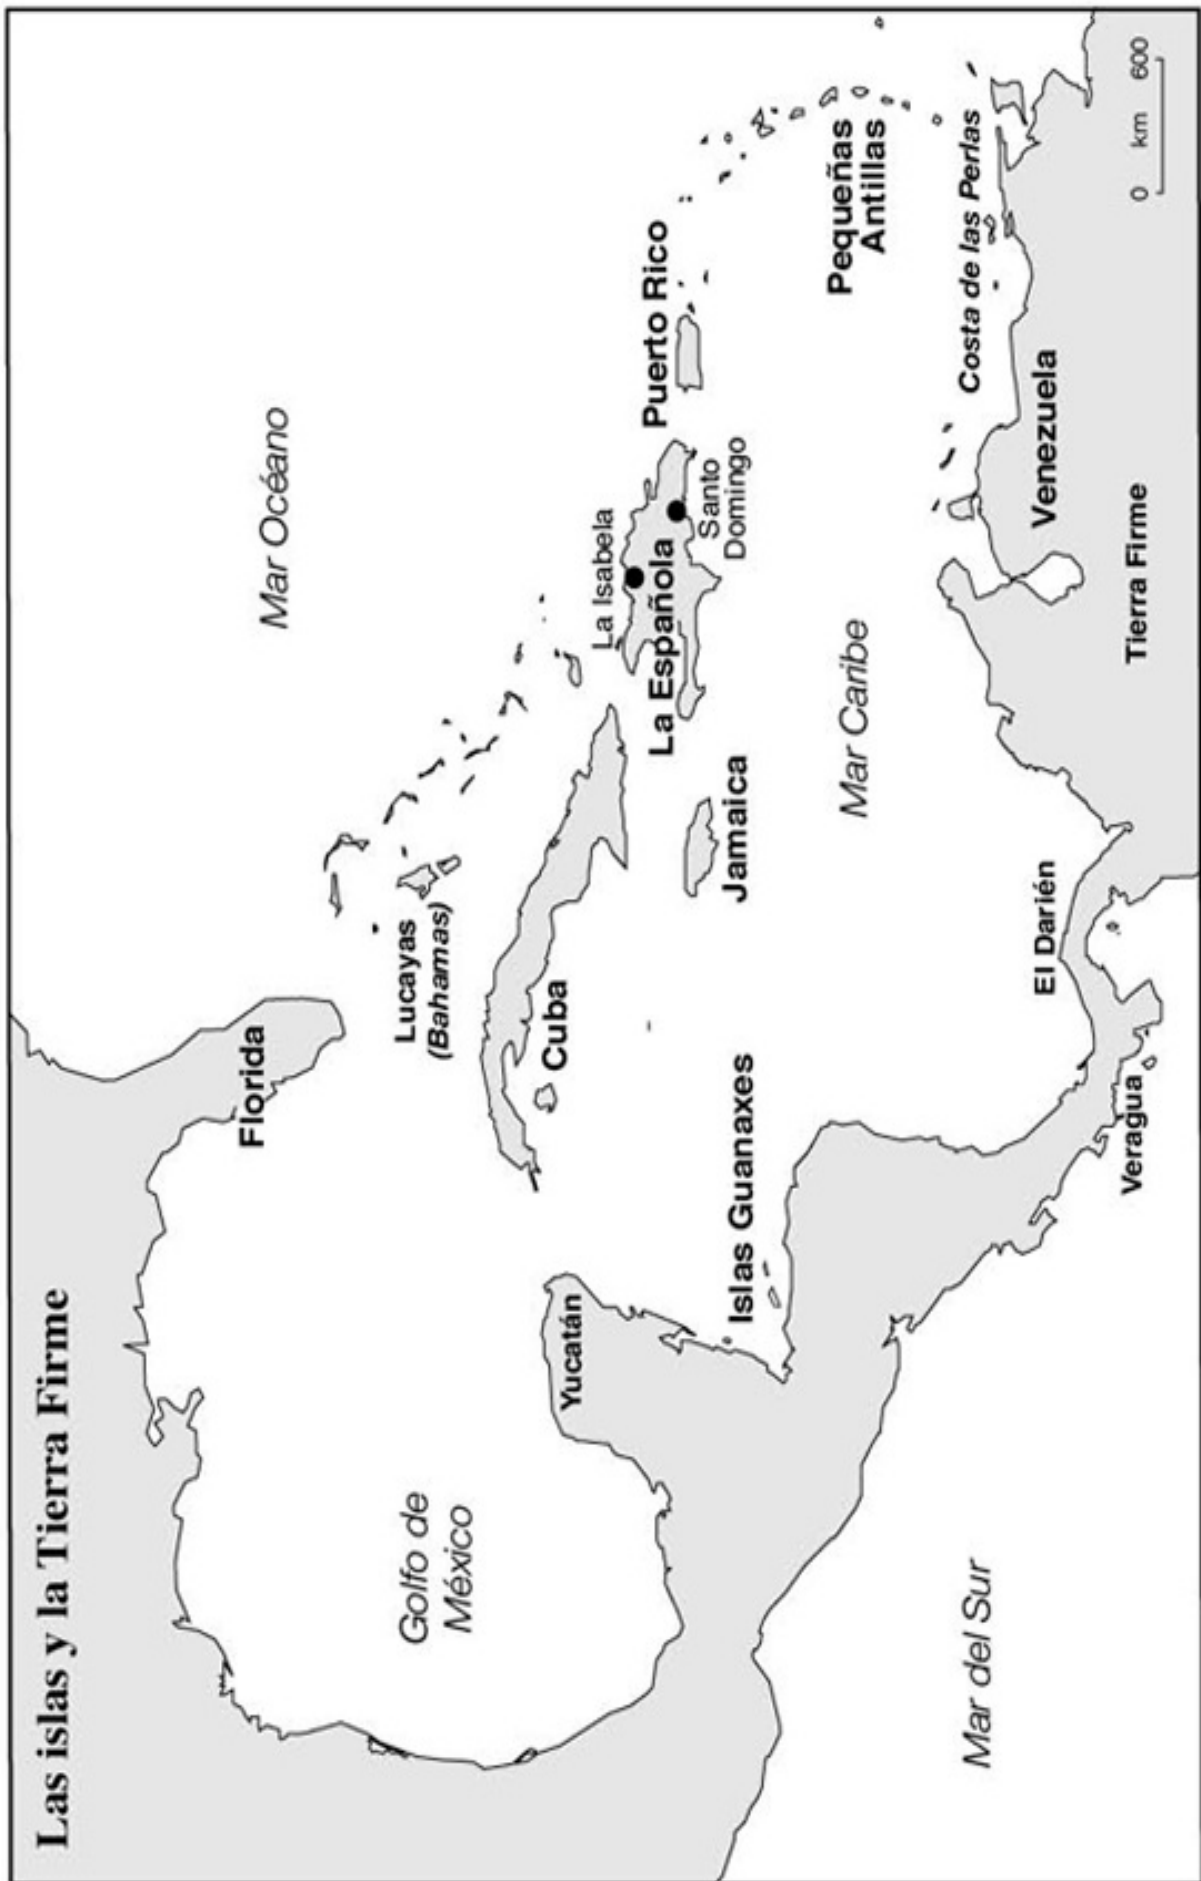 Las islas y la Tierra Firme
Mar Océano
Florida
Lucayas
(Bahamas)
Golfo de
México
La Isabela
Puerto Rico
Cuba
La Española
Santo
Domingo
Yucatán
Jamaica
Islas Guanaxes
Pequeñas
Antillas
Mar Caribe
Costa de las Perlas
Venezuela
El Darién
Veragua
Tierra Firme
Mar del Sur
0 km 600